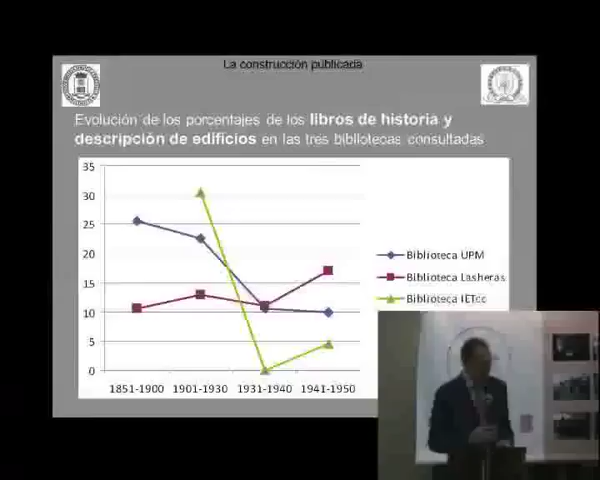 La construcción publicada
Evolución de los porcentajes de los libros de historia y
descripción de edificios en las tres bibliotecas consultadas
35
30
25
20
15
10
5
0
1851-1900 1901-1930 1931-1940 1941-1950
Biblioteca UPM
Biblioteca Lasheras
Biblioteca IETcc